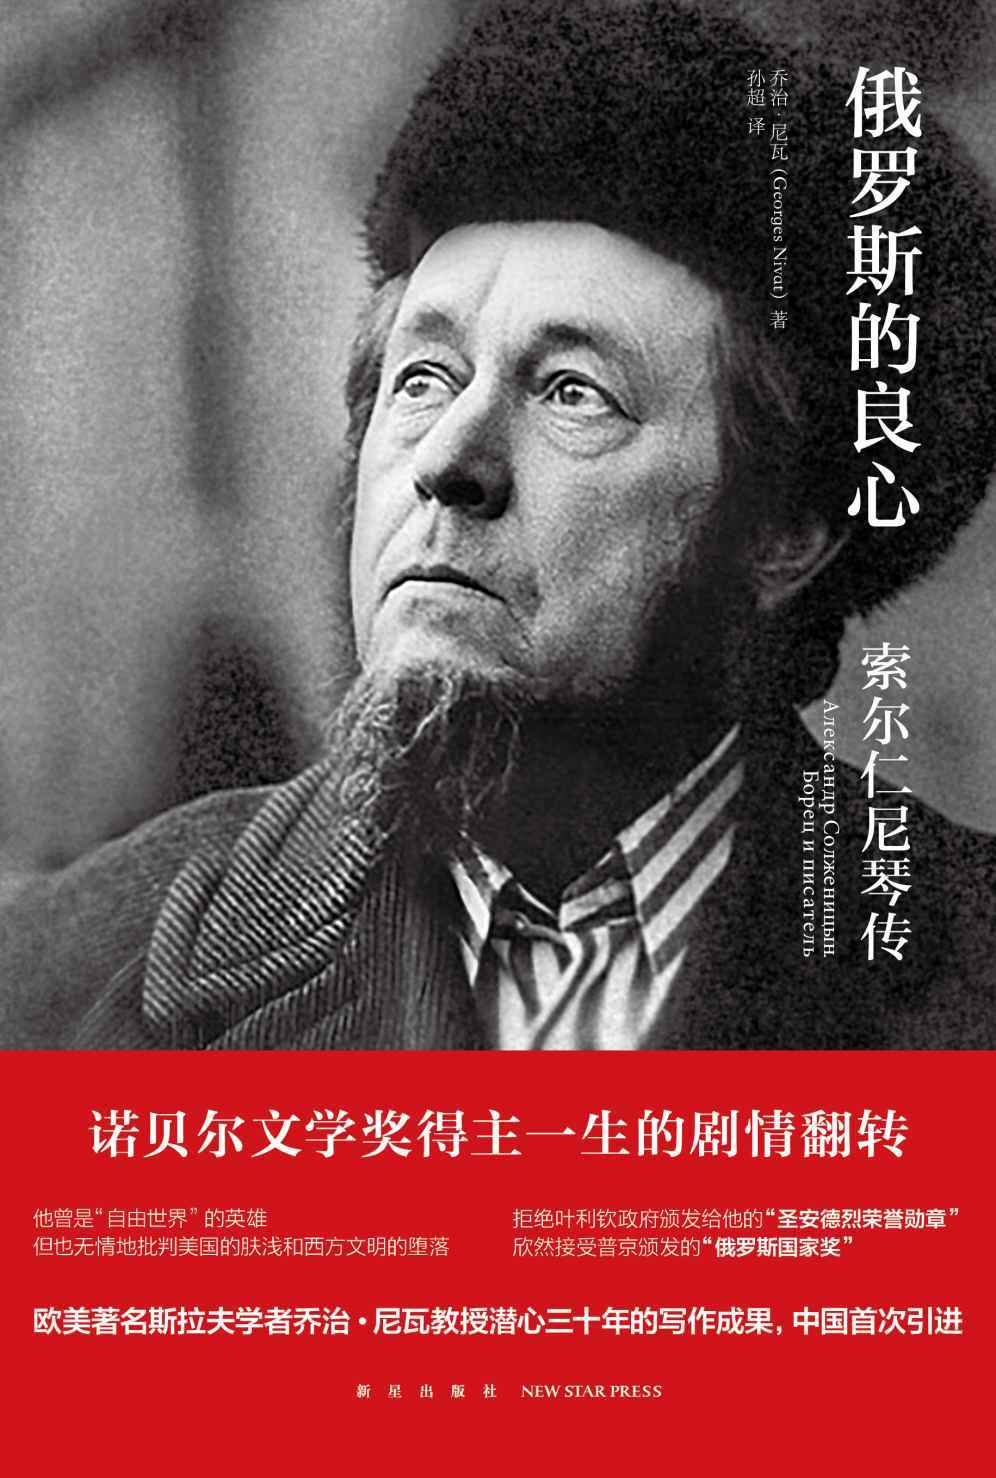 俄罗斯的良心
乔治·尼瓦 (Georges Nivat) 著
孙超 译
索尔仁尼琴传
Александр Солженицын.
Борец и писатель
诺贝尔文学奖得主一生的剧情翻转
他曾是“自由世界”的英雄
但也无情地批判美国的肤浅和西方文明的堕落
拒绝叶利钦政府颁发给他的“圣安德烈荣誉勋章”
欣然接受普京颁发的“俄罗斯国家奖”
欧美著名斯拉夫学者乔治·尼瓦教授潜心三十年的写作成果, 中国首次引进
新星出版社 NEW STAR PRESS